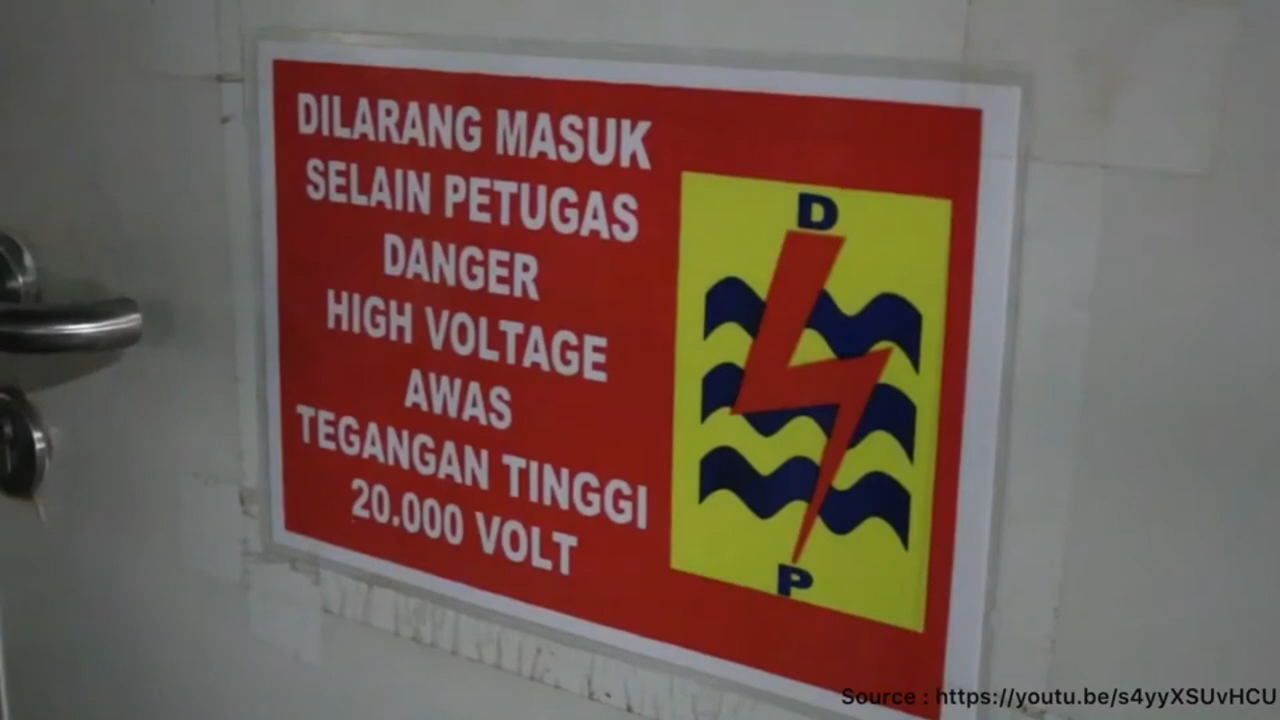 DILARANG MASUK
SELAIN PETUGAS
DANGER
HIGH VOLTAGE
AWAS
TEGANGAN TINGGI
20.000 VOLT
D
P
Source : https://youtu.be/s4yyXSUvHCU